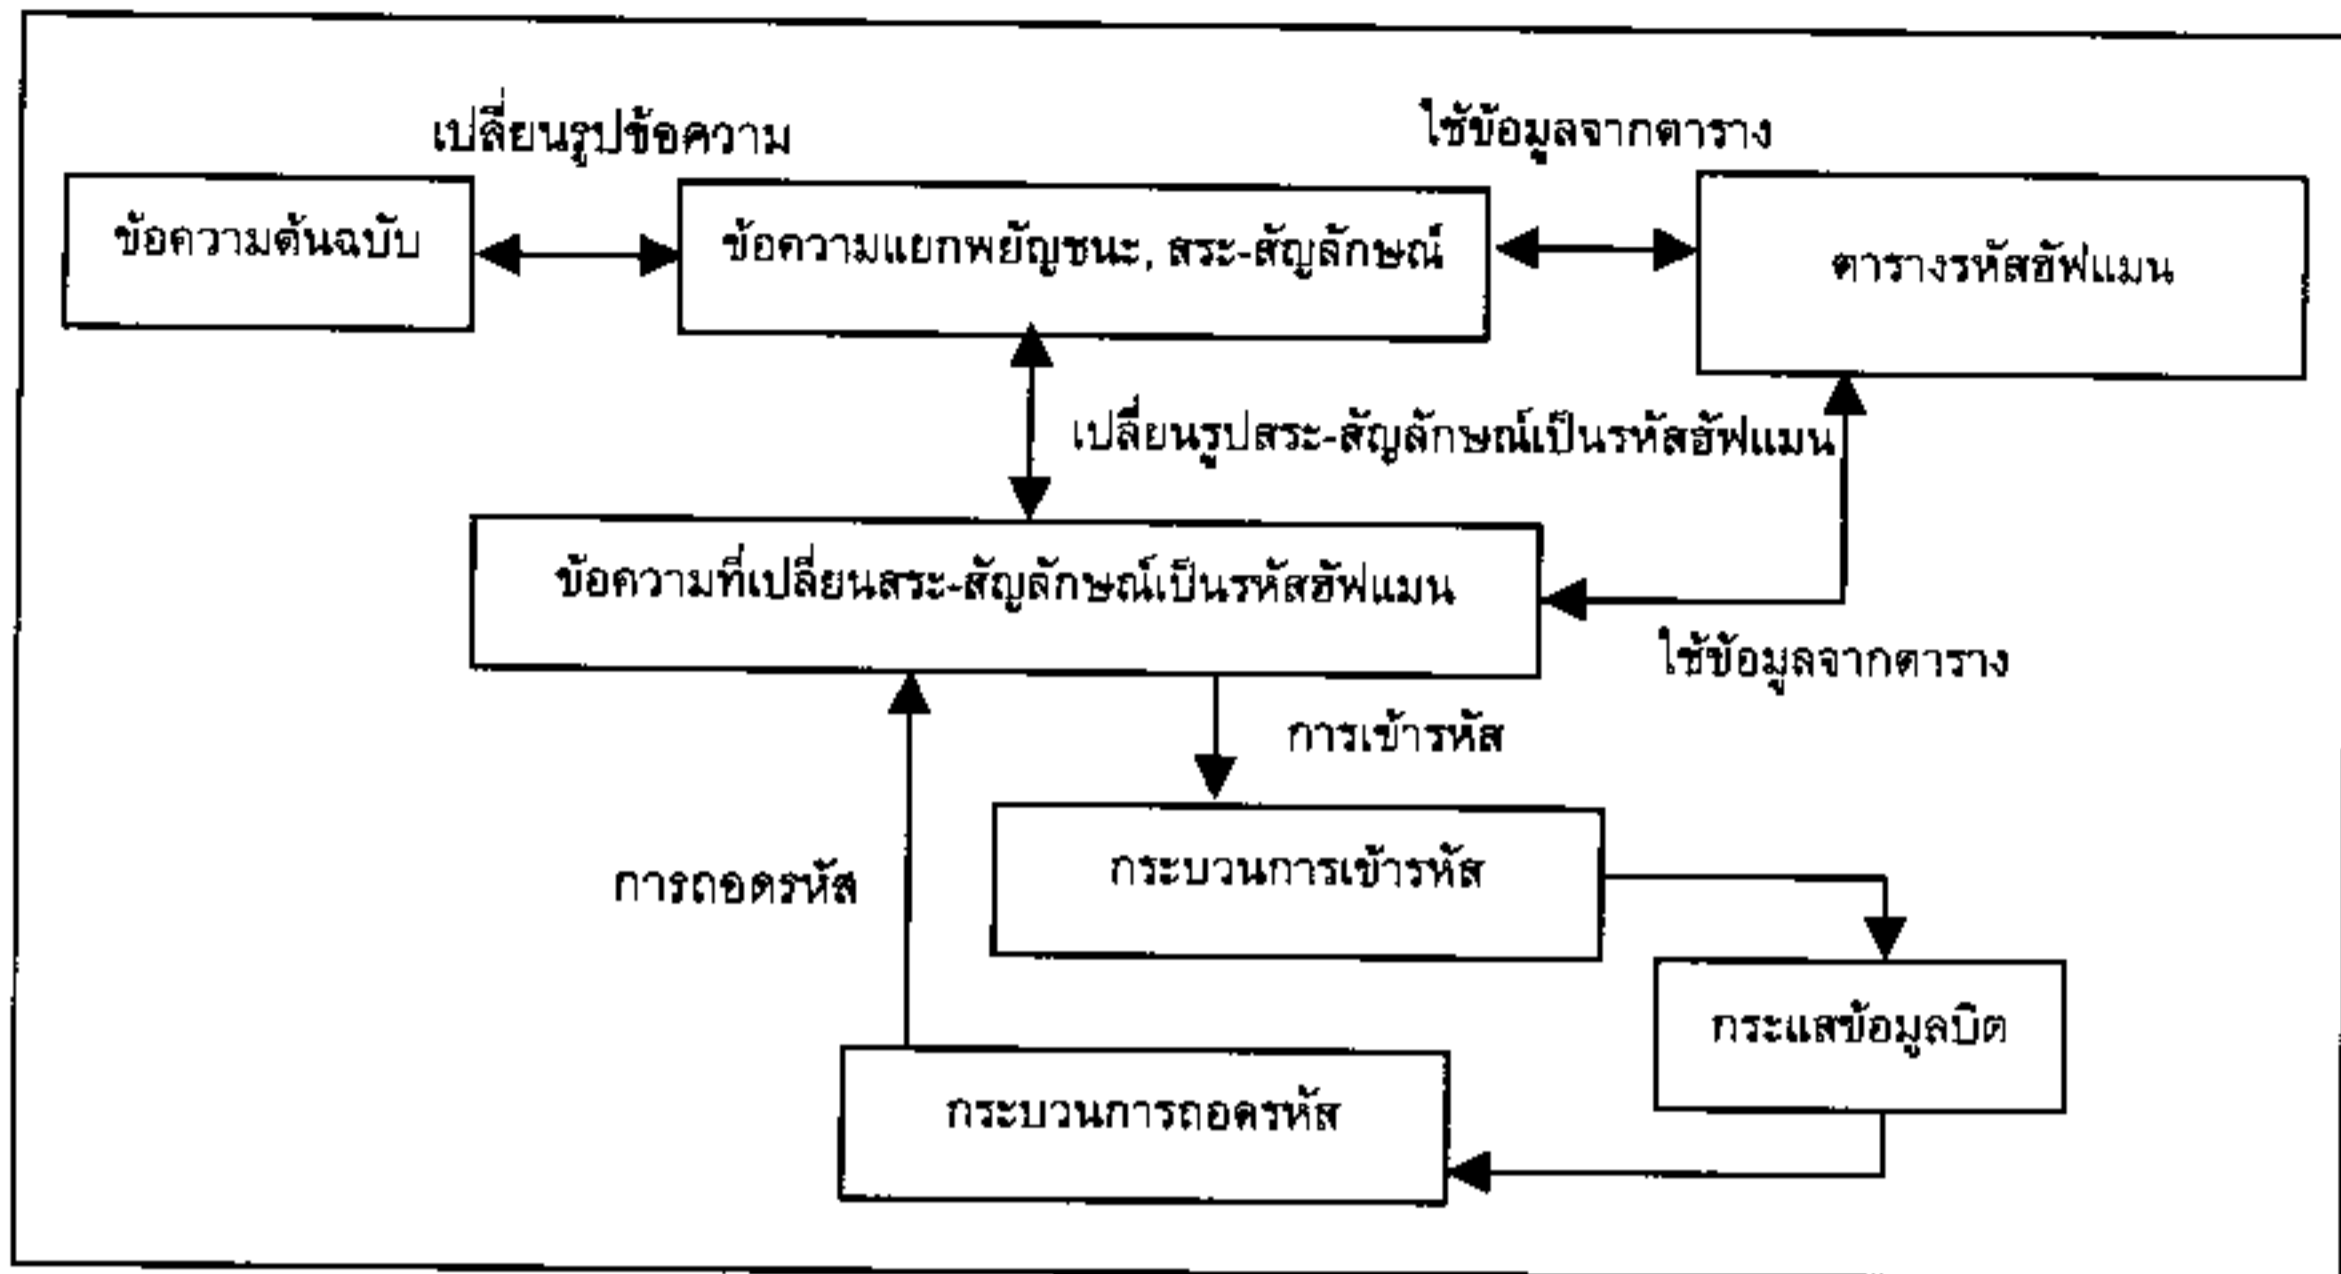 เปลี่ยนรูปข้อความ
ใช้ข้อมูลจากตาราง
ข้อความต้นฉบับ
ข้อความแยกพยัญชนะ, สระ-สัญลักษณ์
ตารางรหัสฮัฟแมน
เปลี่ยนรูปสระ-สัญลักษณ์เป็นรหัสฮัฟแมน
ข้อความที่เปลี่ยนสระ-สัญลักษณ์เป็นรหัสฮัฟแมน
ใช้ข้อมูลจากตาราง
การเข้ารหัส
กระบวนการเข้ารหัส
การถอดรหัส
กระแสข้อมูลบิต
กระบวนการถอดรหัส